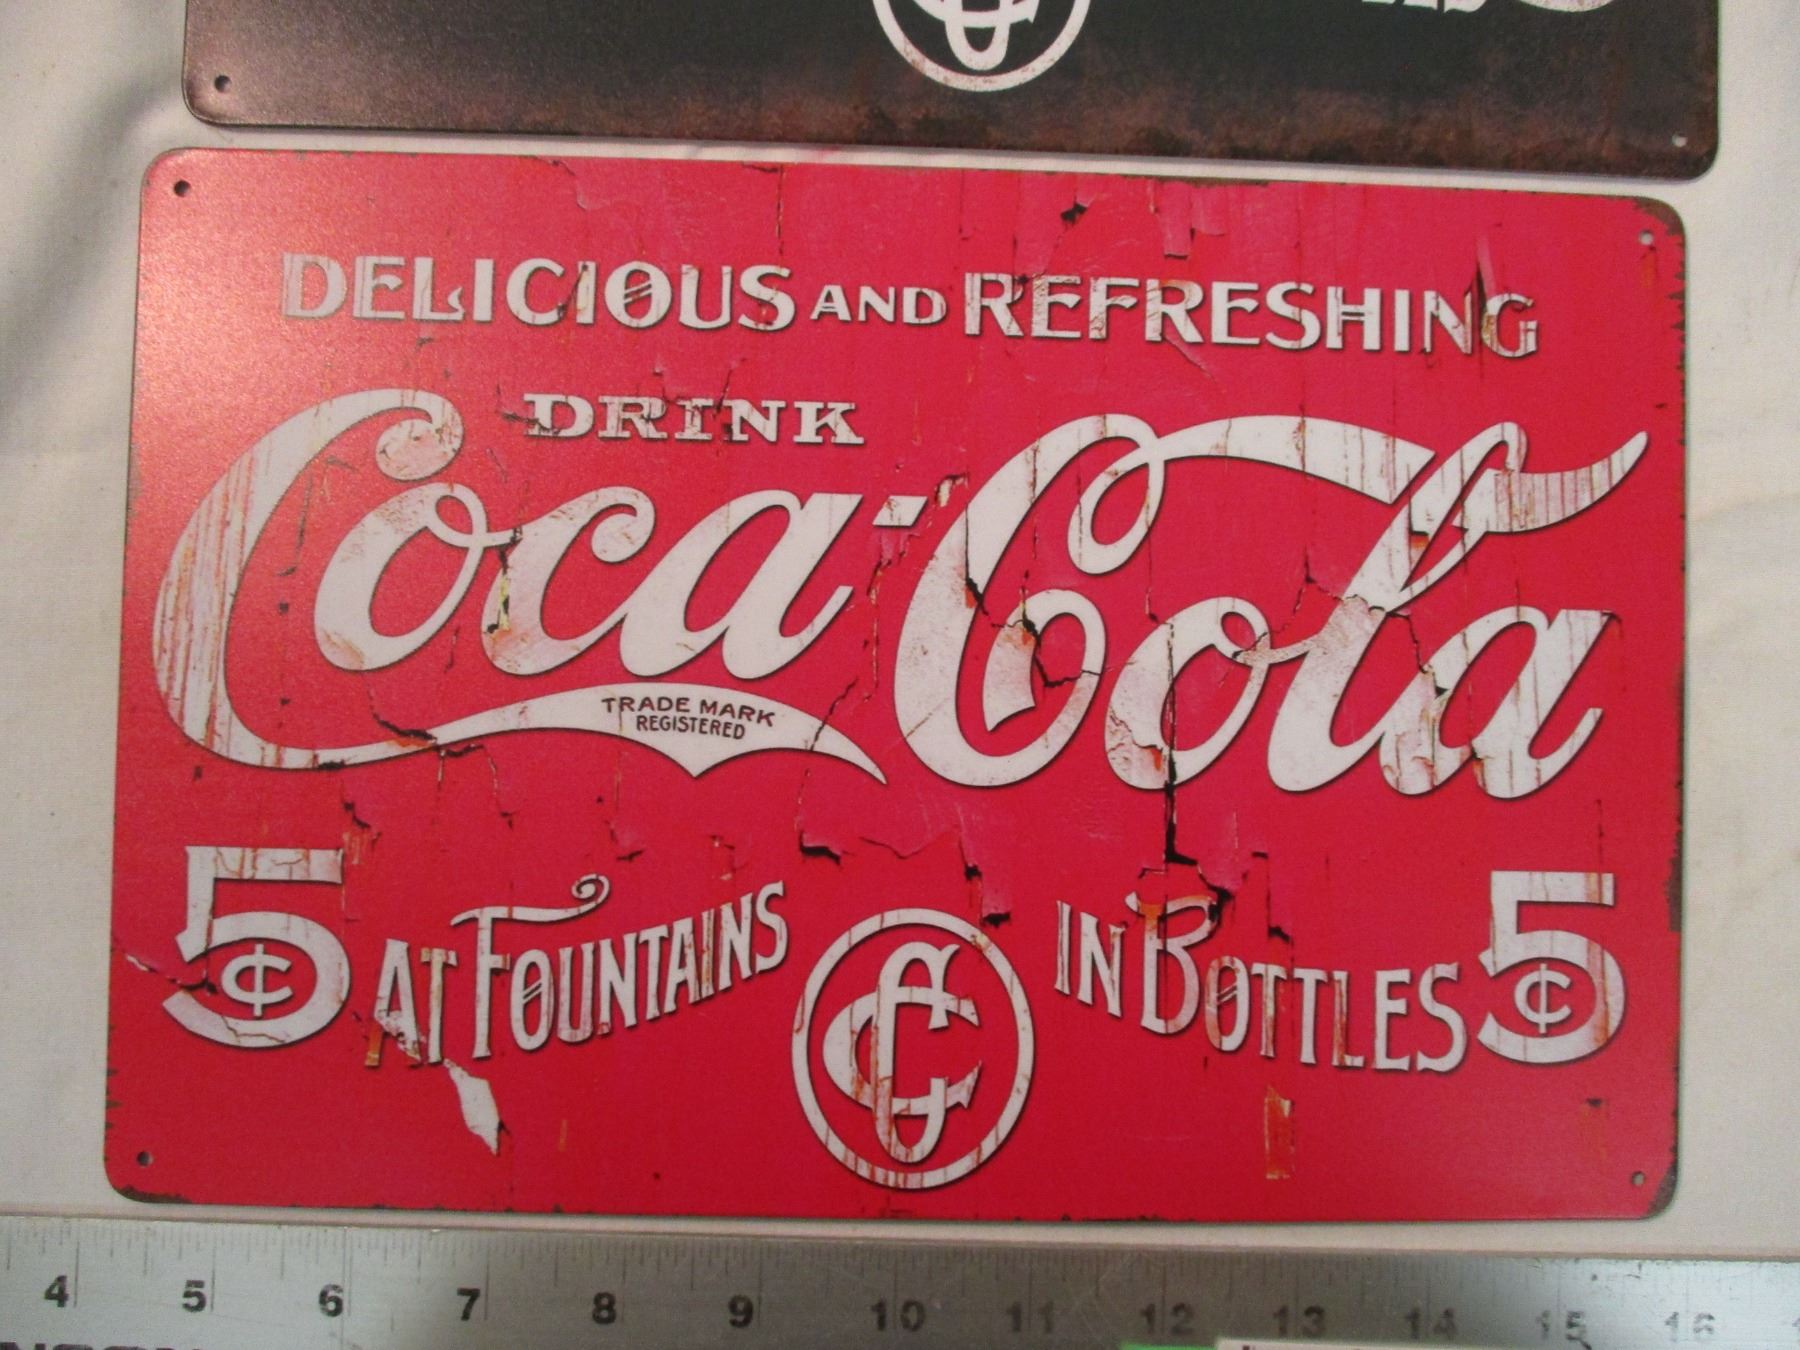 DELICIOUS AND REFRESHING
DRINK
Coca-Cola
TRADE MARK
REGISTERED
5¢ AT FOUNTAINS IN BOTTLES 5¢
CC
4 5 6 7 8 9 10 11 12 13 14 15 16